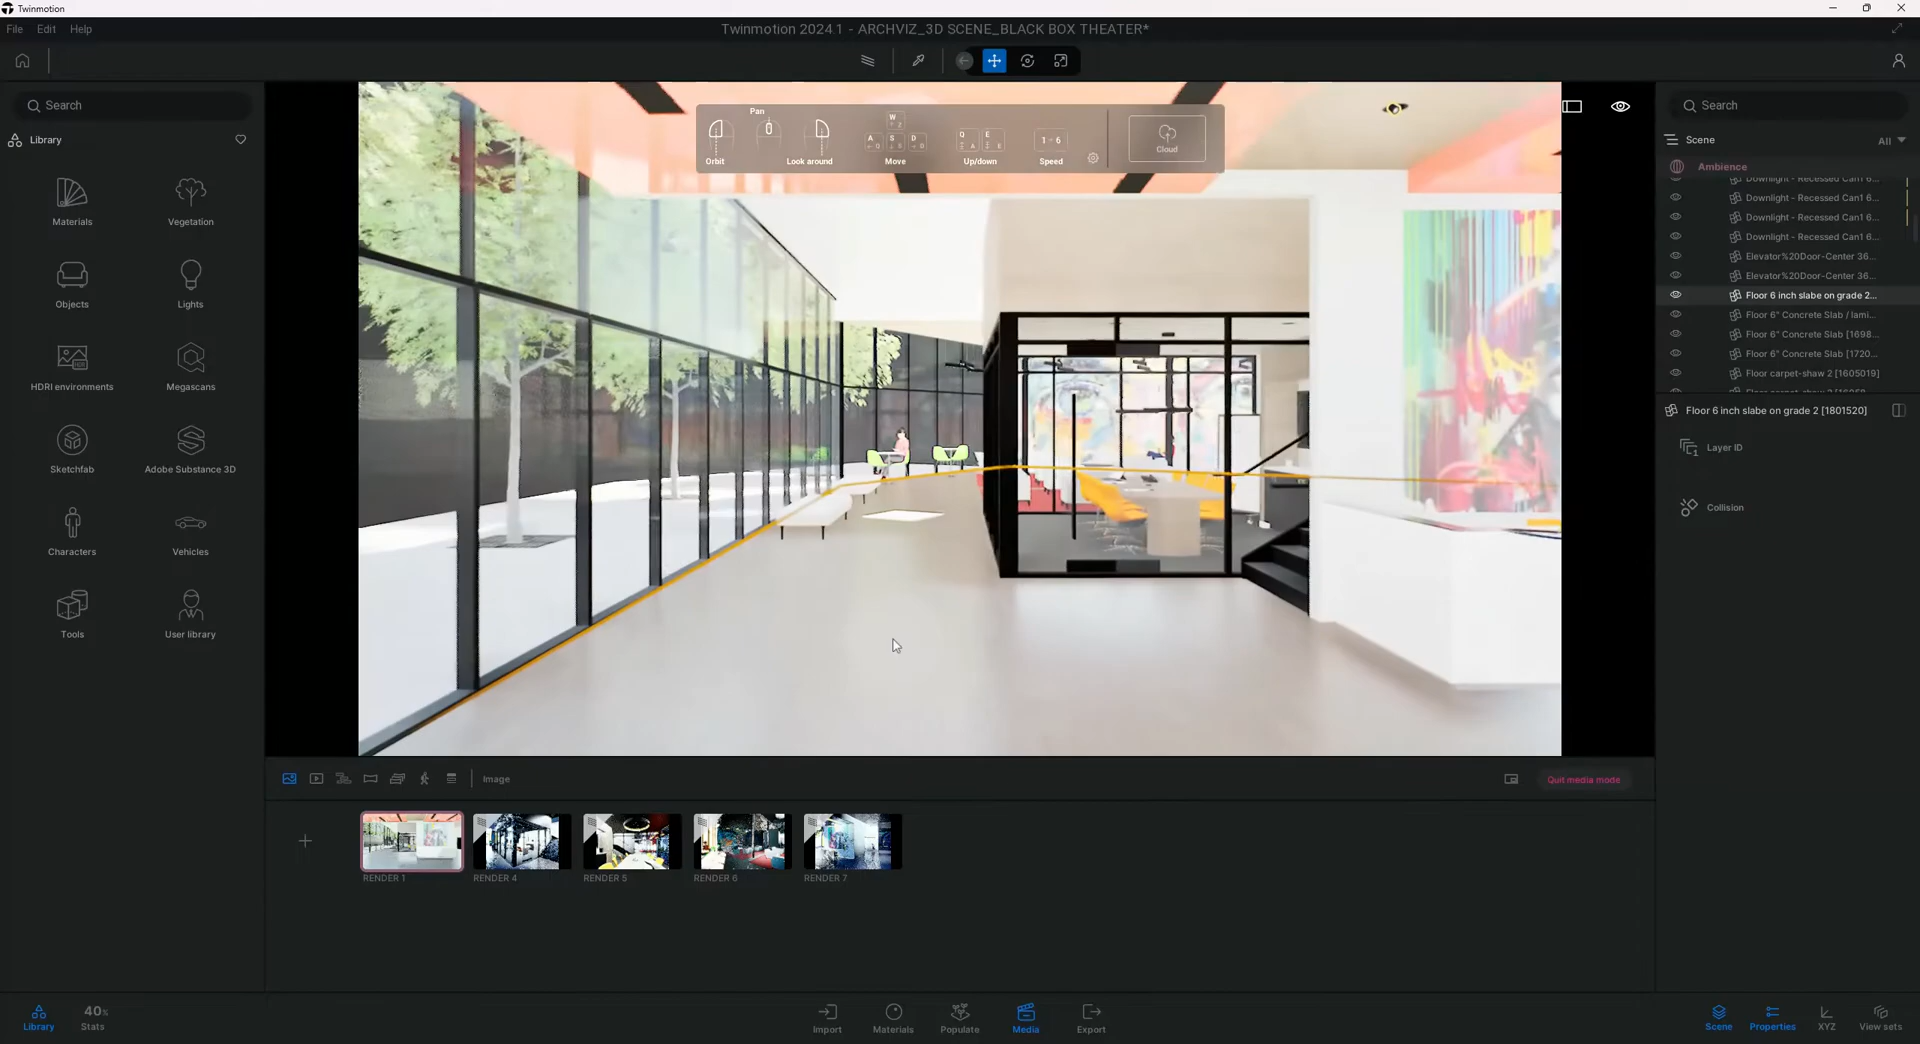 Twinmotion
File Edit Help
Twinmotion 2024.1 - ARCHVIZ_3D SCENE_BLACK BOX THEATER*
Search
Library
Materials
Vegetation
Objects
Lights
HDRI environments
Megascans
Sketchfab
Adobe Substance 3D
Characters
Vehicles
Tools
User library
Pan
Orbit
Look around
W
A S D
Move
Q E
Up/down
1 - 6
Speed
Cloud
Search
Scene
All
Ambience
Downlight - Recessed Can1 6...
Downlight - Recessed Can1 6...
Downlight - Recessed Can1 6...
Downlight - Recessed Can1 6...
Elevator%20Door-Center 36...
Elevator%20Door-Center 36...
Floor 6 inch slabe on grade 2...
Floor 6" Concrete Slab / lami...
Floor 6" Concrete Slab [1698...
Floor 6" Concrete Slab [1720...
Floor carpet-shaw 2 [1605019]
Floor 6 inch slabe on grade 2 [1801520]
Layer ID
Collision
Image
Quit media mode
RENDER 1
RENDER 4
RENDER 5
RENDER 6
RENDER 7
Library
40%
Stats
Import
Materials
Populate
Media
Export
Scene
Properties
XYZ
View sets